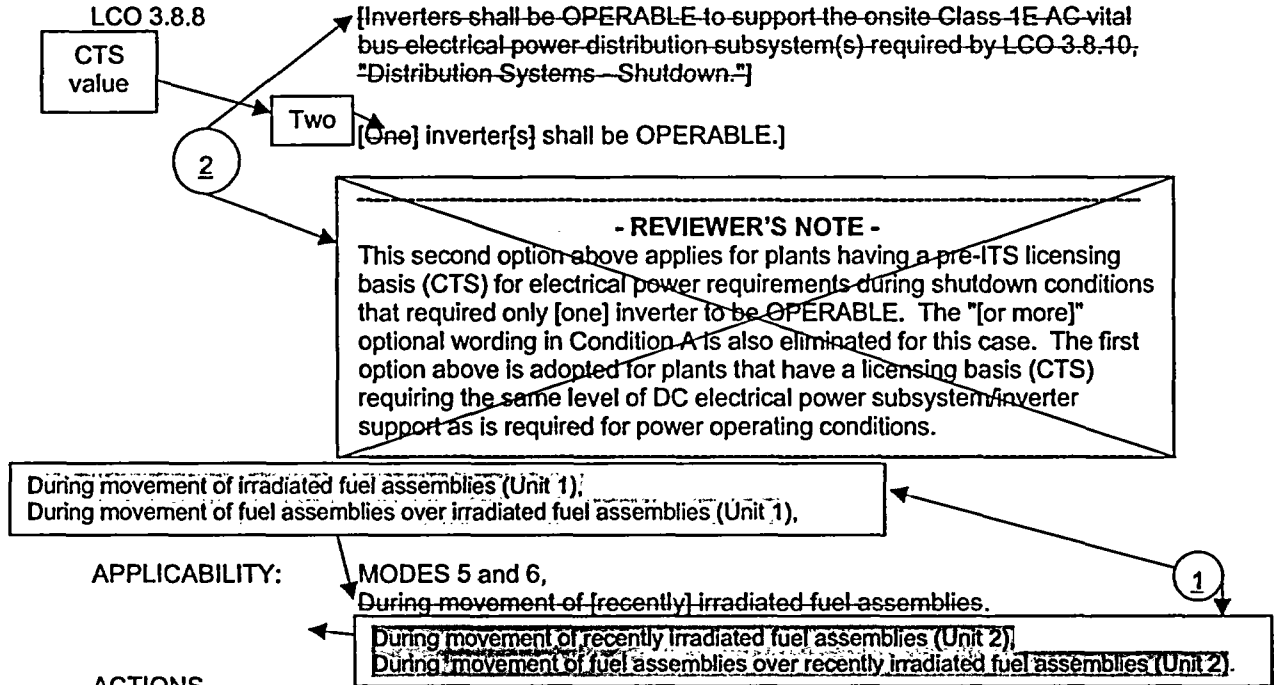 LCO 3.8.8
[Inverters shall be OPERABLE to support the onsite Class 1E AC vital
bus electrical power distribution subsystem(s) required by LCO 3.8.10,
"Distribution Systems - Shutdown."]
CTS
value
Two
[One] inverter[s] shall be OPERABLE.]
2
- REVIEWER'S NOTE -
This second option above applies for plants having a pre-ITS licensing
basis (CTS) for electrical power requirements during shutdown conditions
that required only [one] inverter to be OPERABLE. The "[or more]"
optional wording in Condition A is also eliminated for this case. The first
option above is adopted for plants that have a licensing basis (CTS)
requiring the same level of DC electrical power subsystem/inverter
support as is required for power operating conditions.
During movement of irradiated fuel assemblies (Unit 1),
During movement of fuel assemblies over irradiated fuel assemblies (Unit 1),
1
APPLICABILITY: MODES 5 and 6,
During movement of [recently] irradiated fuel assemblies.
During movement of recently irradiated fuel assemblies (Unit 2),
During movement of fuel assemblies over recently irradiated fuel assemblies (Unit 2).
ACTIONS